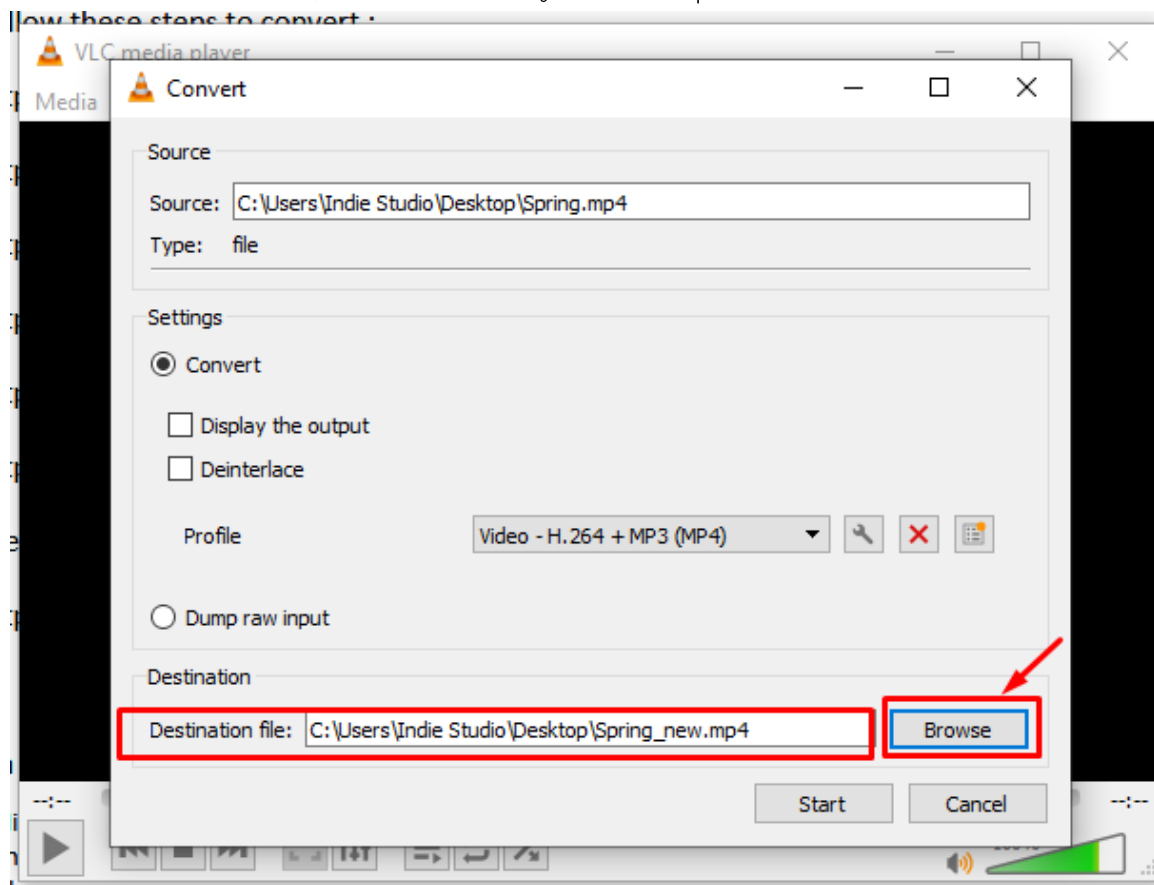 llow these steps to convert :
VLC media player
Convert
Media
Source
Source: C:\Users\Indie Studio\Desktop\Spring.mp4
Type: file
Settings
Convert
Display the output
Deinterlace
Profile Video - H.264 + MP3 (MP4)
Dump raw input
Destination
Destination file: C:\Users\Indie Studio\Desktop\Spring_new.mp4 Browse
Start Cancel
--:-- --:--